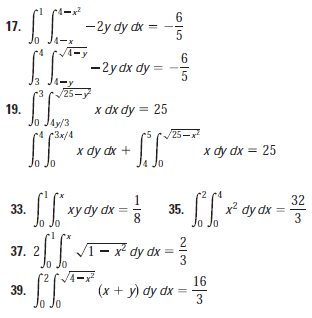 17. ∫₀¹ ∫₄₋ₓ^(4−x²) −2y dy dx = −6/5
∫₃⁴ ∫₄₋ᵧ^(√(4−y)) −2y dx dy = −6/5
19. ∫₀³ ∫_(4y/3)^(√(25−y²)) x dx dy = 25
∫₀⁴ ∫₀^(3x/4) x dy dx + ∫₄⁵ ∫₀^(√(25−x²)) x dy dx = 25
33. ∫₀¹ ∫₀ˣ xy dy dx = 1/8 35. ∫₀² ∫₀⁴ x² dy dx = 32/3
37. 2∫₀¹ ∫₀ˣ √(1 − x²) dy dx = 2/3
39. ∫₀² ∫₀^(√(4−x²)) (x + y) dy dx = 16/3